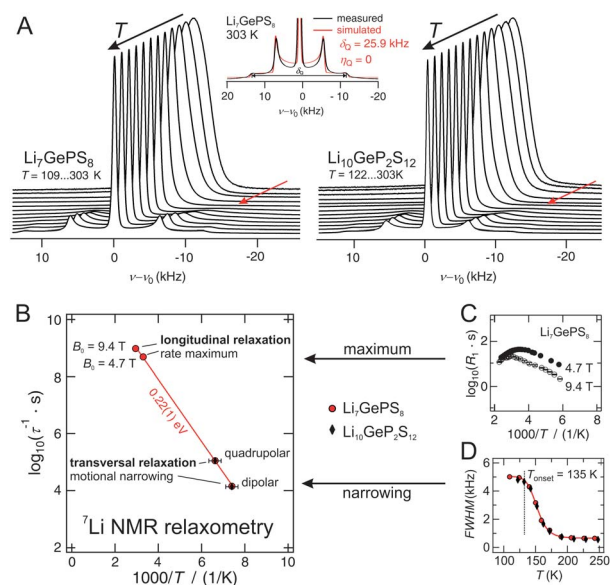 A
T
Li₇GePS₈
303 K
measured
simulated
δQ = 25.9 kHz
ηQ = 0
δQ
20 10 0 -10 -20
ν−ν₀ (kHz)
T
Li₇GePS₈
T = 109...303 K
Li₁₀GeP₂S₁₂
T = 122...303K
10 0 -10 -20
ν−ν₀ (kHz)
10 0 -10 -20
ν−ν₀ (kHz)
B
10
8
6
4
2
0
log₁₀(τ⁻¹ · s)
B₀ = 9.4 T
B₀ = 4.7 T
longitudinal relaxation
rate maximum
0.22(1) eV
transversal relaxation
motional narrowing
quadrupolar
dipolar
⁷Li NMR relaxometry
0 2 4 6 8 10
1000/T / (1/K)
maximum
Li₇GePS₈
Li₁₀GeP₂S₁₂
narrowing
C
Li₇GePS₈
log₁₀(R₁ · s)
2
0
4.7 T
9.4 T
2 3 4 5 6 7 8
1000/T / (1/K)
D
FWHM (kHz)
6
4
2
0
Tonset = 135 K
100 150 200 250
T (K)